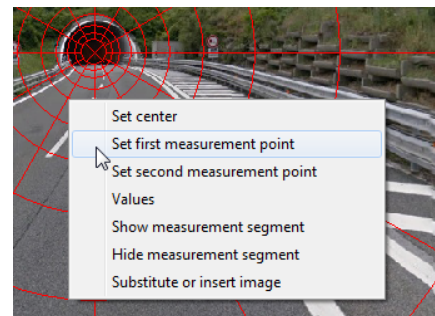 Set center
Set first measurement point
Set second measurement point
Values
Show measurement segment
Hide measurement segment
Substitute or insert image